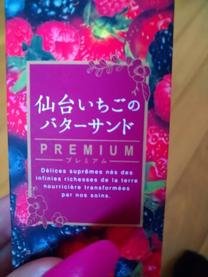 仙台いちごの
バターサンド
PREMIUM
プレミアム
Délices suprêmes nés des
infinies richesses de la terre
nourricière transformées
par nos soins.